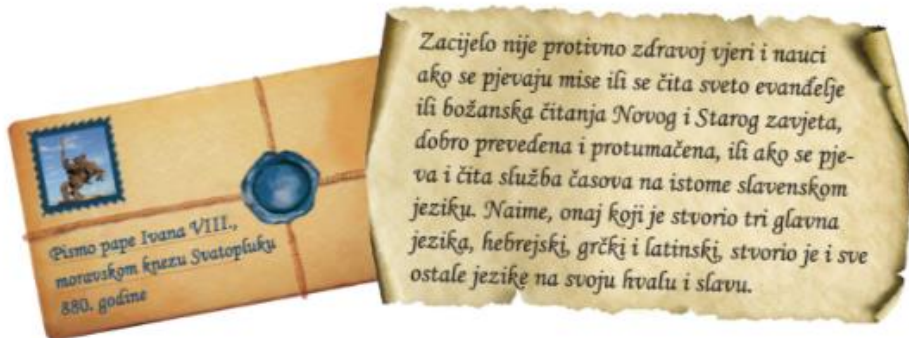 Pismo pape Ivana VIII.,
moravskom knezu Svatopluku
880. godine
Zacijelo nije protivno zdravoj vjeri i nauci
ako se pjevaju mise ili se čita sveto evanđelje
ili božanska čitanja Novog i Starog zavjeta,
dobro prevedena i protumačena, ili ako se pje-
va i čita služba časova na istome slavenskom
jeziku. Naime, onaj koji je stvorio tri glavna
jezika, hebrejski, grčki i latinski, stvorio je i sve
ostale jezike na svoju hvalu i slavu.